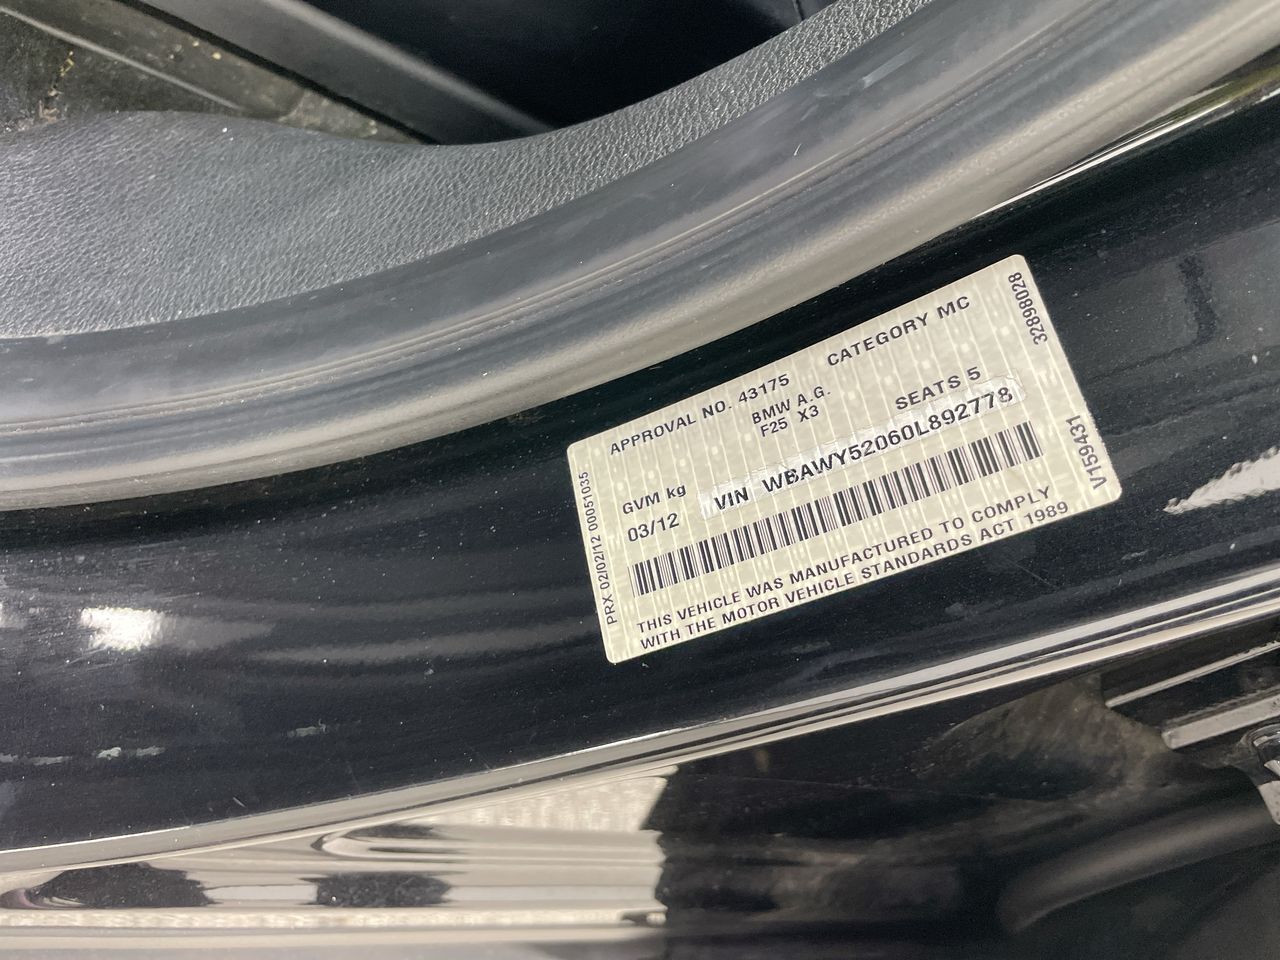 APPROVAL NO. 43175 CATEGORY MC
BMW A.G.
F25 X3
GVM kg SEATS 5
03/12 VIN WBAWY52060L892778
THIS VEHICLE WAS MANUFACTURED TO COMPLY
WITH THE MOTOR VEHICLE STANDARDS ACT 1989
PRX 02/02/12 00051035
32898028
V159431